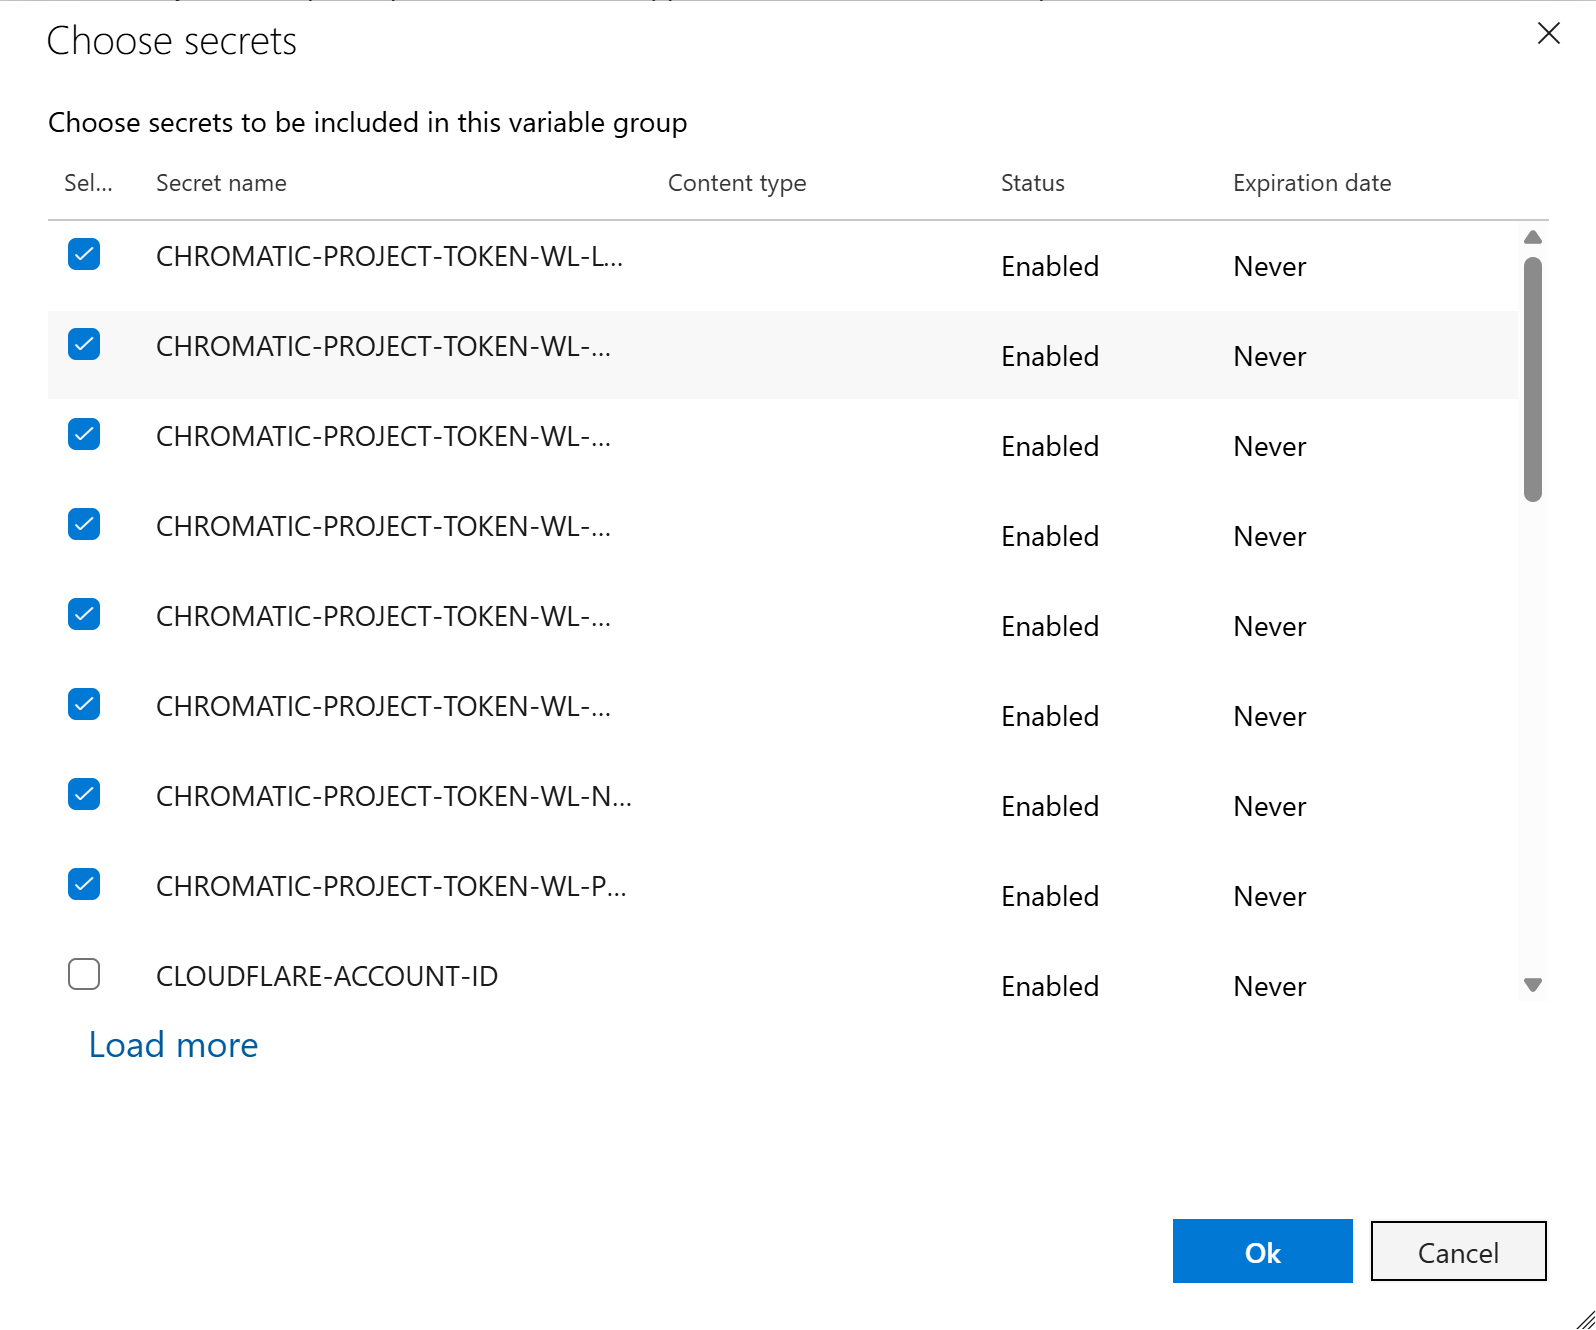 Choose secrets
Choose secrets to be included in this variable group
Sel... Secret name Content type Status Expiration date
CHROMATIC-PROJECT-TOKEN-WL-L... Enabled Never
CHROMATIC-PROJECT-TOKEN-WL-... Enabled Never
CHROMATIC-PROJECT-TOKEN-WL-... Enabled Never
CHROMATIC-PROJECT-TOKEN-WL-... Enabled Never
CHROMATIC-PROJECT-TOKEN-WL-... Enabled Never
CHROMATIC-PROJECT-TOKEN-WL-... Enabled Never
CHROMATIC-PROJECT-TOKEN-WL-N... Enabled Never
CHROMATIC-PROJECT-TOKEN-WL-P... Enabled Never
CLOUDFLARE-ACCOUNT-ID Enabled Never
Load more
Ok Cancel